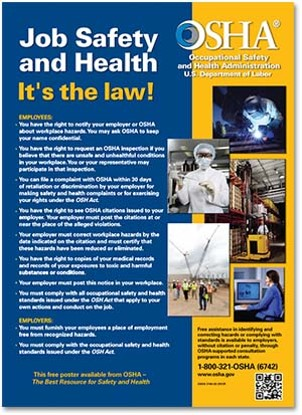 Job Safety
and Health
It's the law!
OSHA®
Occupational Safety
and Health Administration
U.S. Department of Labor
EMPLOYEES:
• You have the right to notify your employer or OSHA
about workplace hazards. You may ask OSHA to keep
your name confidential.
• You have the right to request an OSHA inspection if you
believe that there are unsafe and unhealthful conditions
in your workplace. You or your representative may
participate in that inspection.
• You can file a complaint with OSHA within 30 days
of retaliation or discrimination by your employer for
making safety and health complaints or for exercising
your rights under the OSH Act.
• You have the right to see OSHA citations issued to your
employer. Your employer must post the citations at or
near the place of the alleged violations.
• Your employer must correct workplace hazards by the
date indicated on the citation and must certify that
these hazards have been reduced or eliminated.
• You have the right to copies of your medical records
and records of your exposures to toxic and harmful
substances or conditions.
• Your employer must post this notice in your workplace.
• You must comply with all occupational safety and health
standards issued under the OSH Act that apply to your
own actions and conduct on the job.
EMPLOYERS:
• You must furnish your employees a place of employment
free from recognized hazards.
• You must comply with the occupational safety and health
standards issued under the OSH Act.
This free poster available from OSHA –
The Best Resource for Safety and Health
Free assistance in identifying and
correcting hazards or complying with
standards is available to employers,
without citation or penalty, through
OSHA-supported consultation
programs in each state.
1-800-321-OSHA (6742)
www.osha.gov